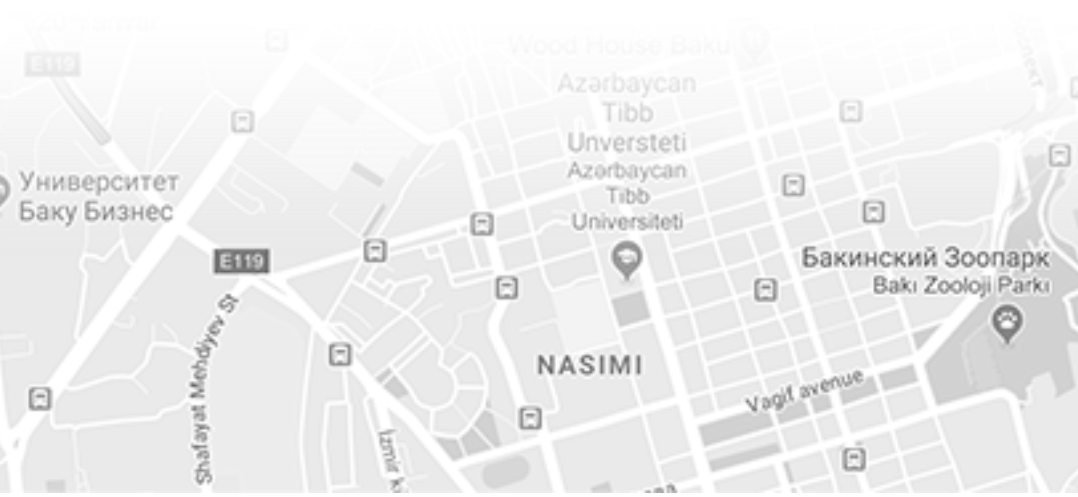 Wood House Baku
E119
Azərbaycan
Tibb
Unversteti
Azərbaycan
Tibb
Universiteti
Университет
Баку Бизнес
E119
Бакинский Зоопарк
Bakı Zooloji Parkı
Shafayat Mehdiyev St
NASIMI
Vagif avenue
İzmir